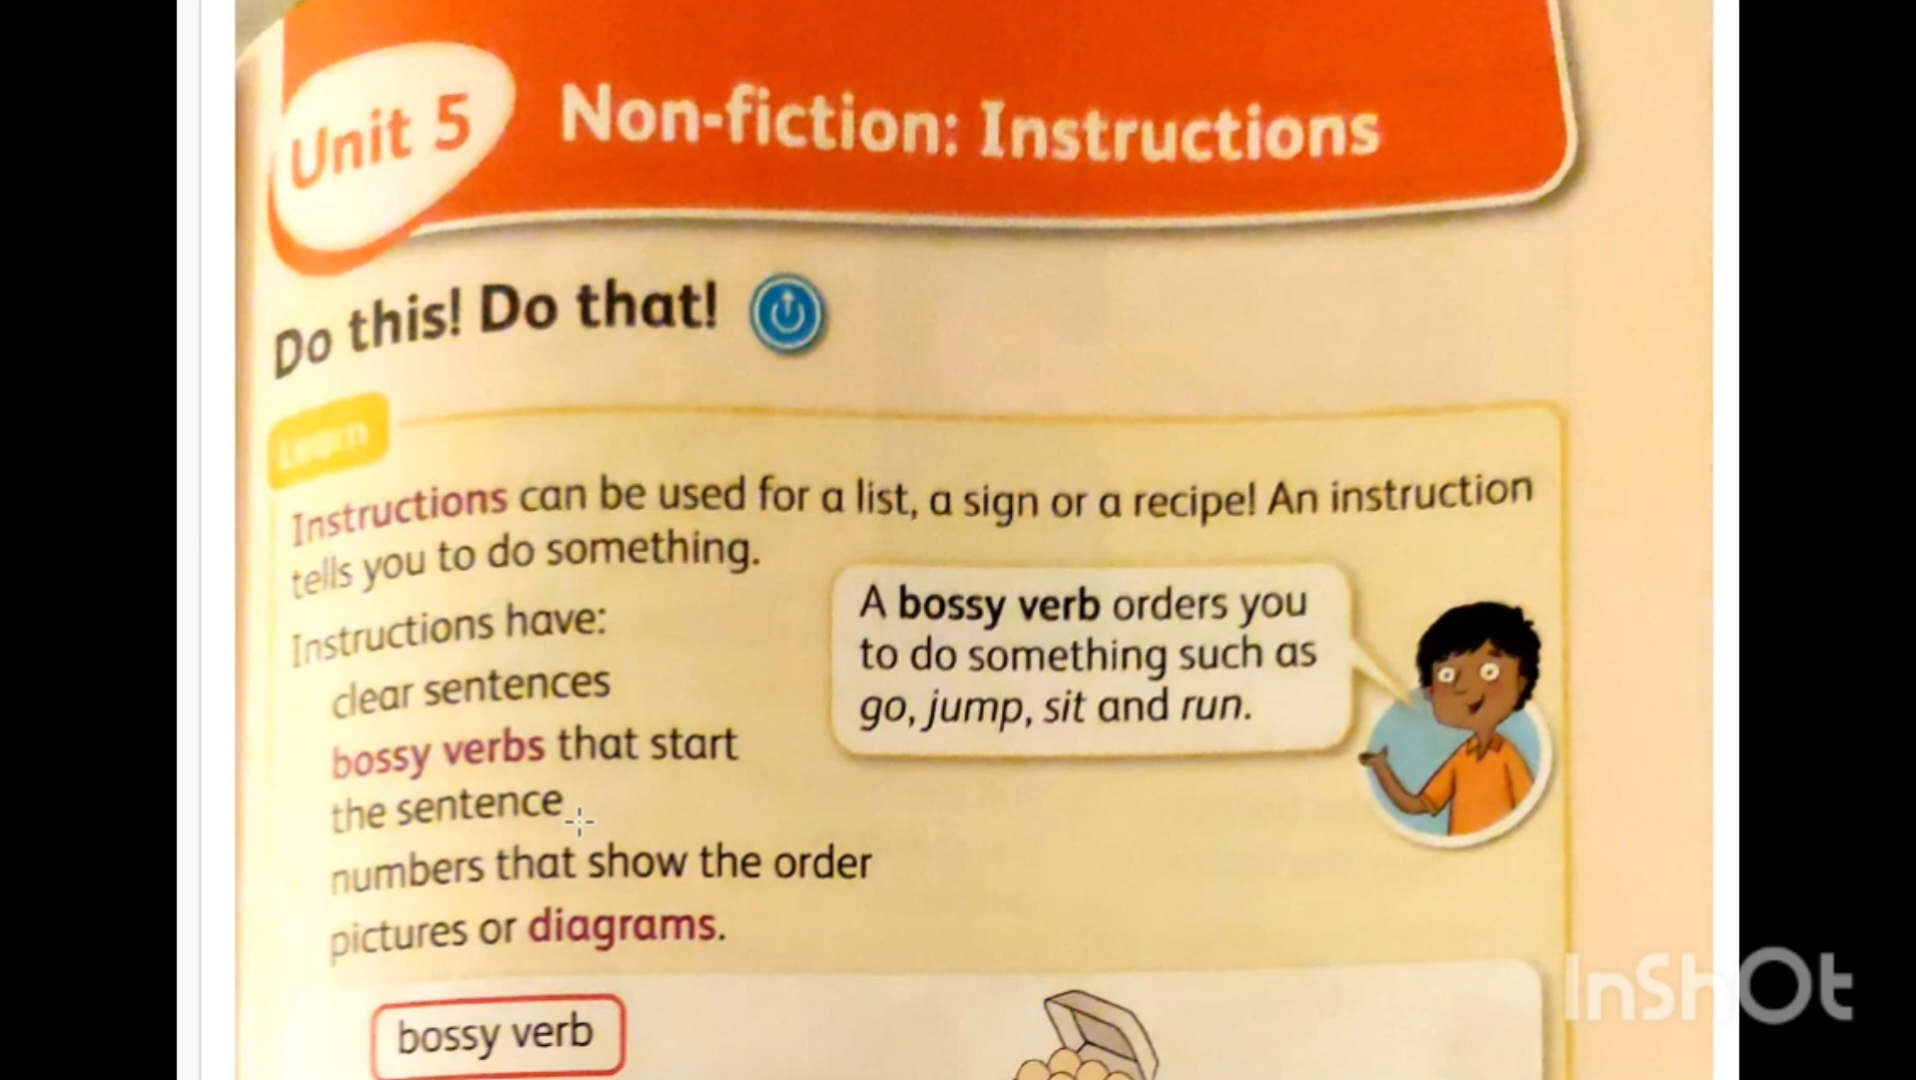 Unit 5
Non-fiction: Instructions
Do this! Do that!
Learn
Instructions can be used for a list, a sign or a recipe! An instruction
tells you to do something.
Instructions have:
clear sentences
bossy verbs that start
the sentence
numbers that show the order
pictures or diagrams.
A bossy verb orders you
to do something such as
go, jump, sit and run.
bossy verb
InShOt